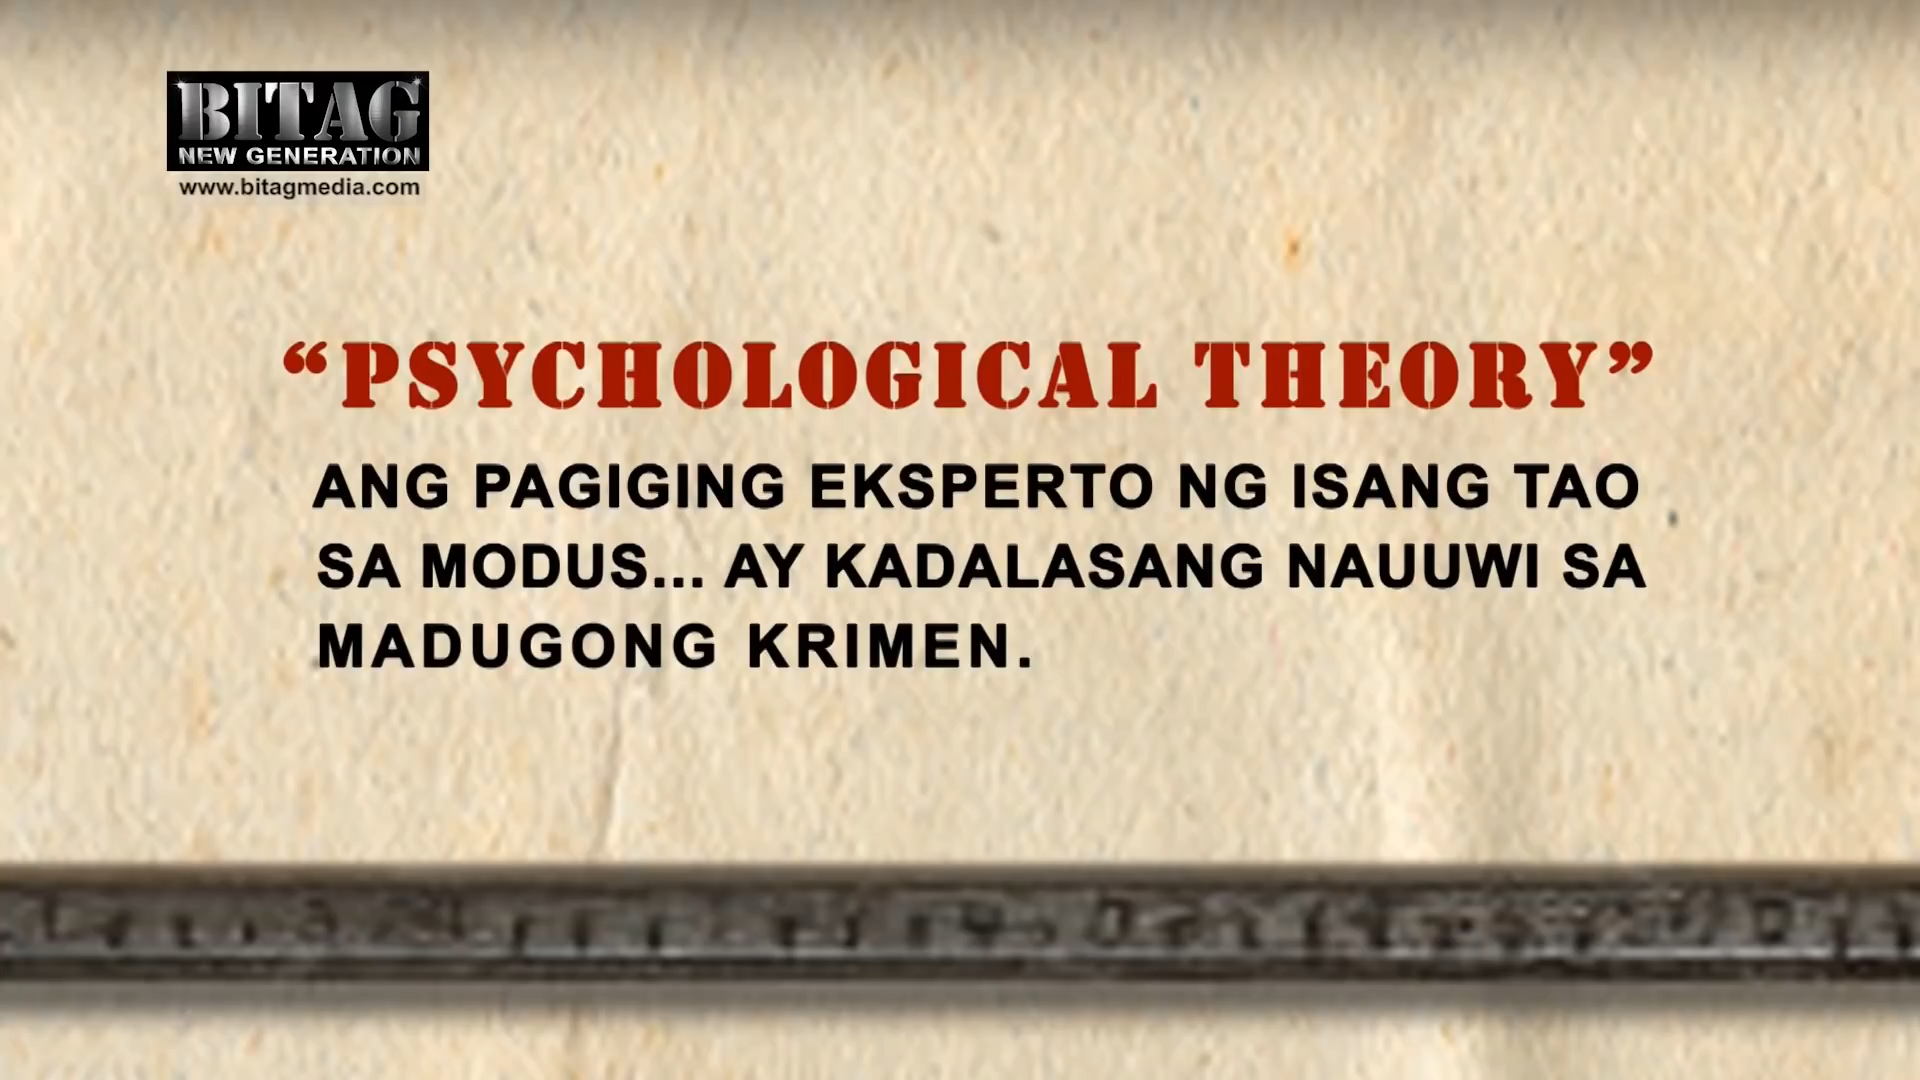 BITAG
NEW GENERATION
www.bitagmedia.com
“PSYCHOLOGICAL THEORY”
ANG PAGIGING EKSPERTO NG ISANG TAO
SA MODUS... AY KADALASANG NAUUWI SA
MADUGONG KRIMEN.